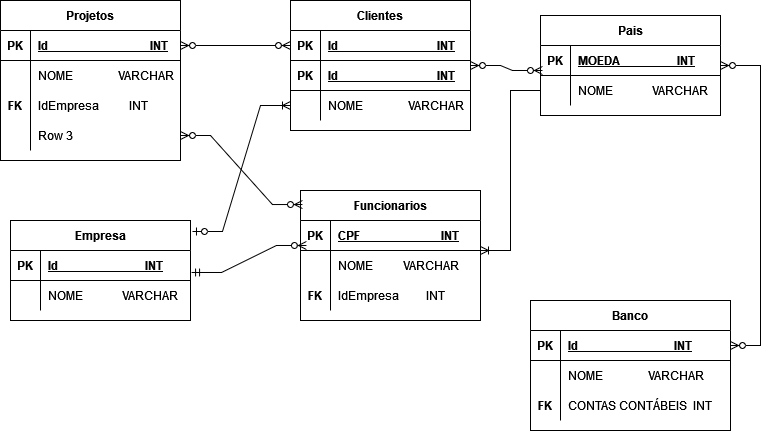 Projetos
PK Id INT
NOME VARCHAR
FK IdEmpresa INT
Row 3
Clientes
PK Id INT
PK Id INT
NOME VARCHAR
Pais
PK MOEDA INT
NOME VARCHAR
Empresa
PK Id INT
NOME VARCHAR
Funcionarios
PK CPF INT
NOME VARCHAR
FK IdEmpresa INT
Banco
PK Id INT
NOME VARCHAR
FK CONTAS CONTÁBEIS INT